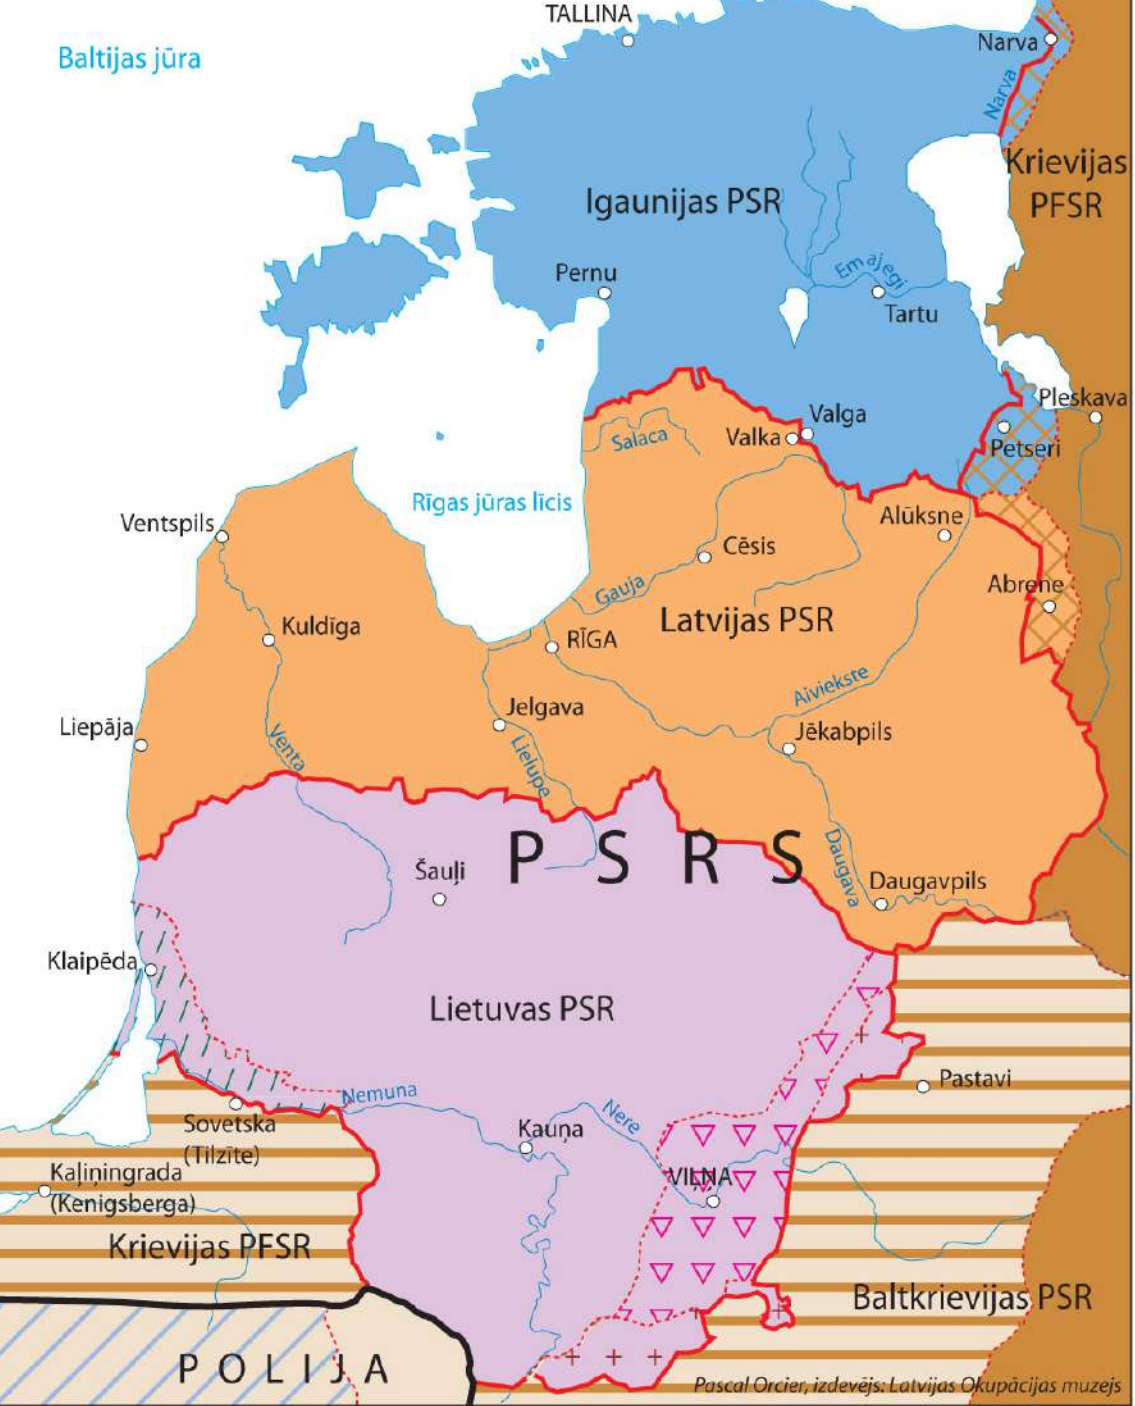 TALLINA
Baltijas jūra
Narva
Narva
Krievijas
PFSR
Igaunijas PSR
Pernu
Emajegi
Tartu
Pleskava
Valga
Valka
Salaca
Petseri
Rīgas jūras līcis
Ventspils
Alūksne
Cēsis
Gauja
Abrene
Kuldīga
Latvijas PSR
RĪGA
Aiviekste
Jelgava
Liepāja
Jēkabpils
Venta
Lielupe
P S R S
Daugava
Šauļi
Daugavpils
Klaipēda
Lietuvas PSR
Pastavi
Nemuna
Nere
Sovetska
(Tilzīte)
Kauņa
Kaļiņingrada
(Kenigsberga)
VIĻŅA
Krievijas PFSR
Baltkrievijas PSR
POLIJA
Pascal Orcier, izdevējs: Latvijas Okupācijas muzejs